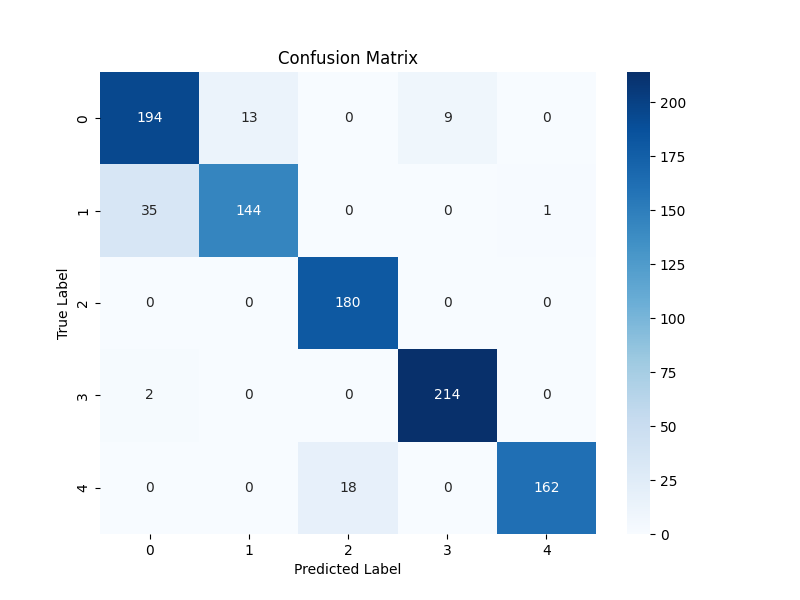 Confusion Matrix
True Label
0 194 13 0 9 0
1 35 144 0 0 1
2 0 0 180 0 0
3 2 0 0 214 0
4 0 0 18 0 162
0 1 2 3 4
Predicted Label
200
175
150
125
100
75
50
25
0